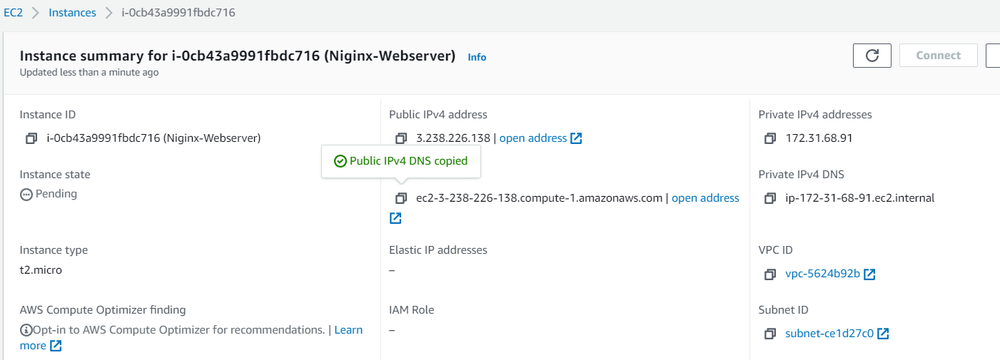 EC2 > Instances > i-0cb43a9991fbdc716
Instance summary for i-0cb43a9991fbdc716 (Niginx-Webserver) Info
Connect
Updated less than a minute ago
Instance ID
i-0cb43a9991fbdc716 (Niginx-Webserver)
Public IPv4 address
3.238.226.138 | open address
Private IPv4 addresses
172.31.68.91
Public IPv4 DNS copied
Instance state
Pending
ec2-3-238-226-138.compute-1.amazonaws.com | open address
Private IPv4 DNS
ip-172-31-68-91.ec2.internal
Instance type
t2.micro
Elastic IP addresses
–
VPC ID
vpc-5624b92b
AWS Compute Optimizer finding
Opt-in to AWS Compute Optimizer for recommendations. | Learn
more
IAM Role
–
Subnet ID
subnet-ce1d27c0